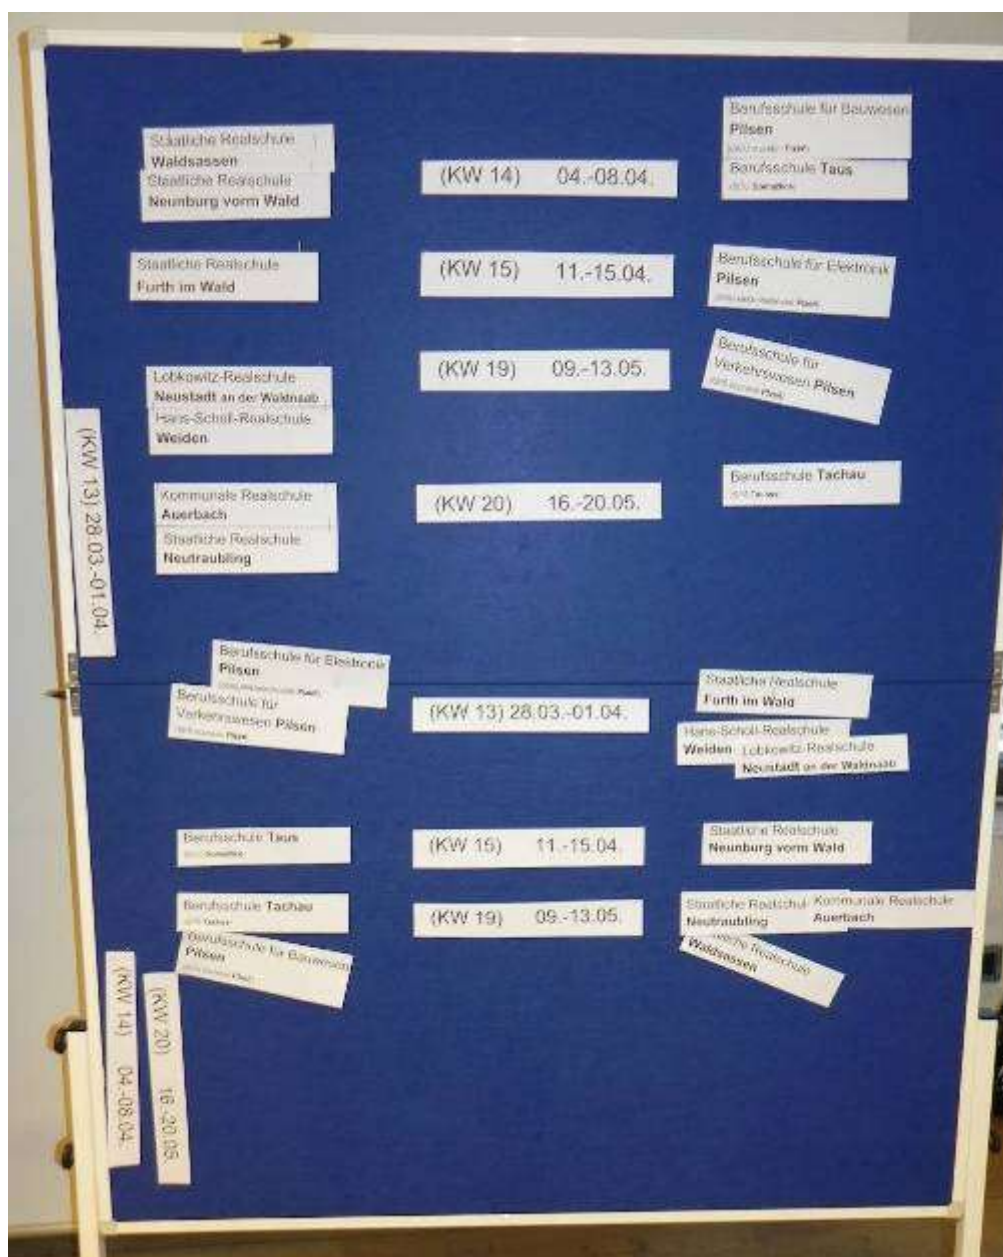 Staatliche Realschule
Waldsassen
Staatliche Realschule
Neunburg vorm Wald
(KW 14) 04.-08.04.
Berufsschule für Bauwesen
Pilsen
Berufsschule Taus
Staatliche Realschule
Furth im Wald
(KW 15) 11.-15.04.
Berufsschule für Elektronik
Pilsen
Lobkowitz-Realschule
Neustadt an der Waldnaab
Hans-Scholl-Realschule
Weiden
(KW 19) 09.-13.05.
Berufsschule für
Verkehrswesen Pilsen
Kommunale Realschule
Auerbach
Staatliche Realschule
Neutraubling
(KW 20) 16.-20.05.
Berufsschule Tachau
(KW 13) 28.03.-01.04.
Berufsschule für Elektronik
Pilsen
Berufsschule für
Verkehrswesen Pilsen
(KW 13) 28.03.-01.04.
Staatliche Realschule
Furth im Wald
Hans-Scholl-Realschule
Weiden
Lobkowitz-Realschule
Neustadt an der Waldnaab
Berufsschule Taus
(KW 15) 11.-15.04.
Staatliche Realschule
Neunburg vorm Wald
Berufsschule Tachau
Berufsschule für Bauwesen
Pilsen
(KW 19) 09.-13.05.
Staatliche Realschul
Neutraubling
Kommunale Realschule
Auerbach
Realschule
Waldsassen
(KW 14) 04.-08.04.
(KW 20) 16.-20.05.